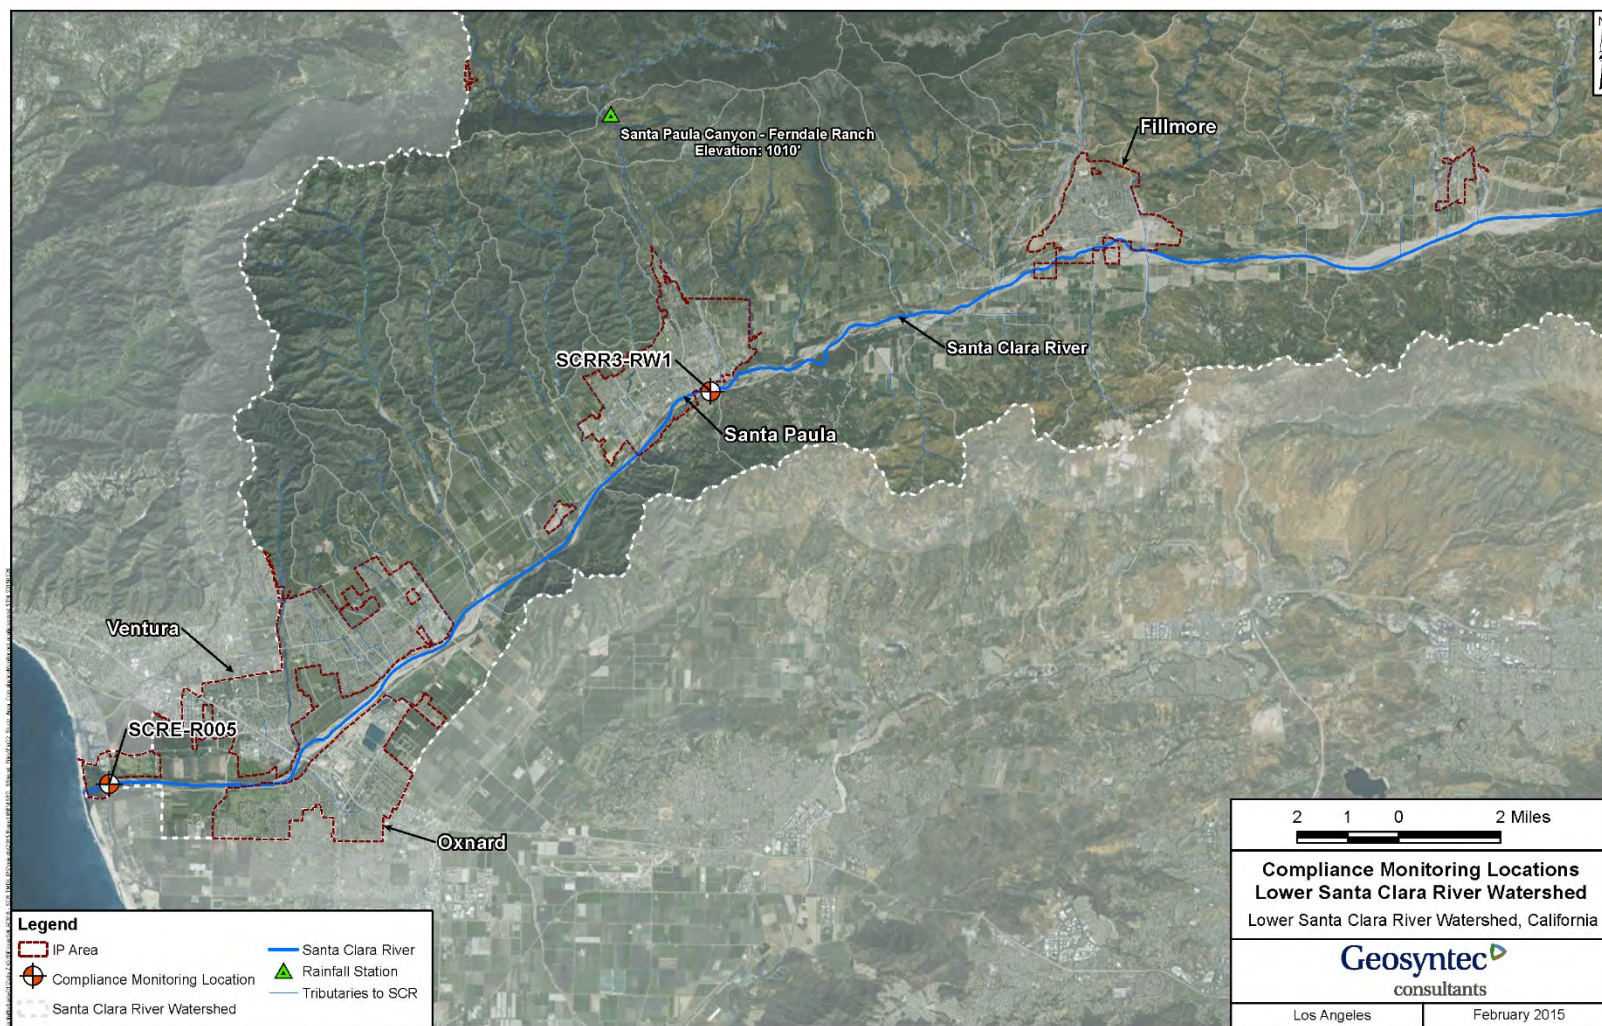 N
Santa Paula Canyon - Ferndale Ranch
Elevation: 1010'
Fillmore
Santa Clara River
SCRR3-RW1
Santa Paula
Ventura
SCRE-R005
Oxnard
2 1 0 2 Miles
Compliance Monitoring Locations
Lower Santa Clara River Watershed
Lower Santa Clara River Watershed, California
Geosyntec
consultants
Los Angeles February 2015
Legend
IP Area
Compliance Monitoring Location
Santa Clara River Watershed
Santa Clara River
Rainfall Station
Tributaries to SCR